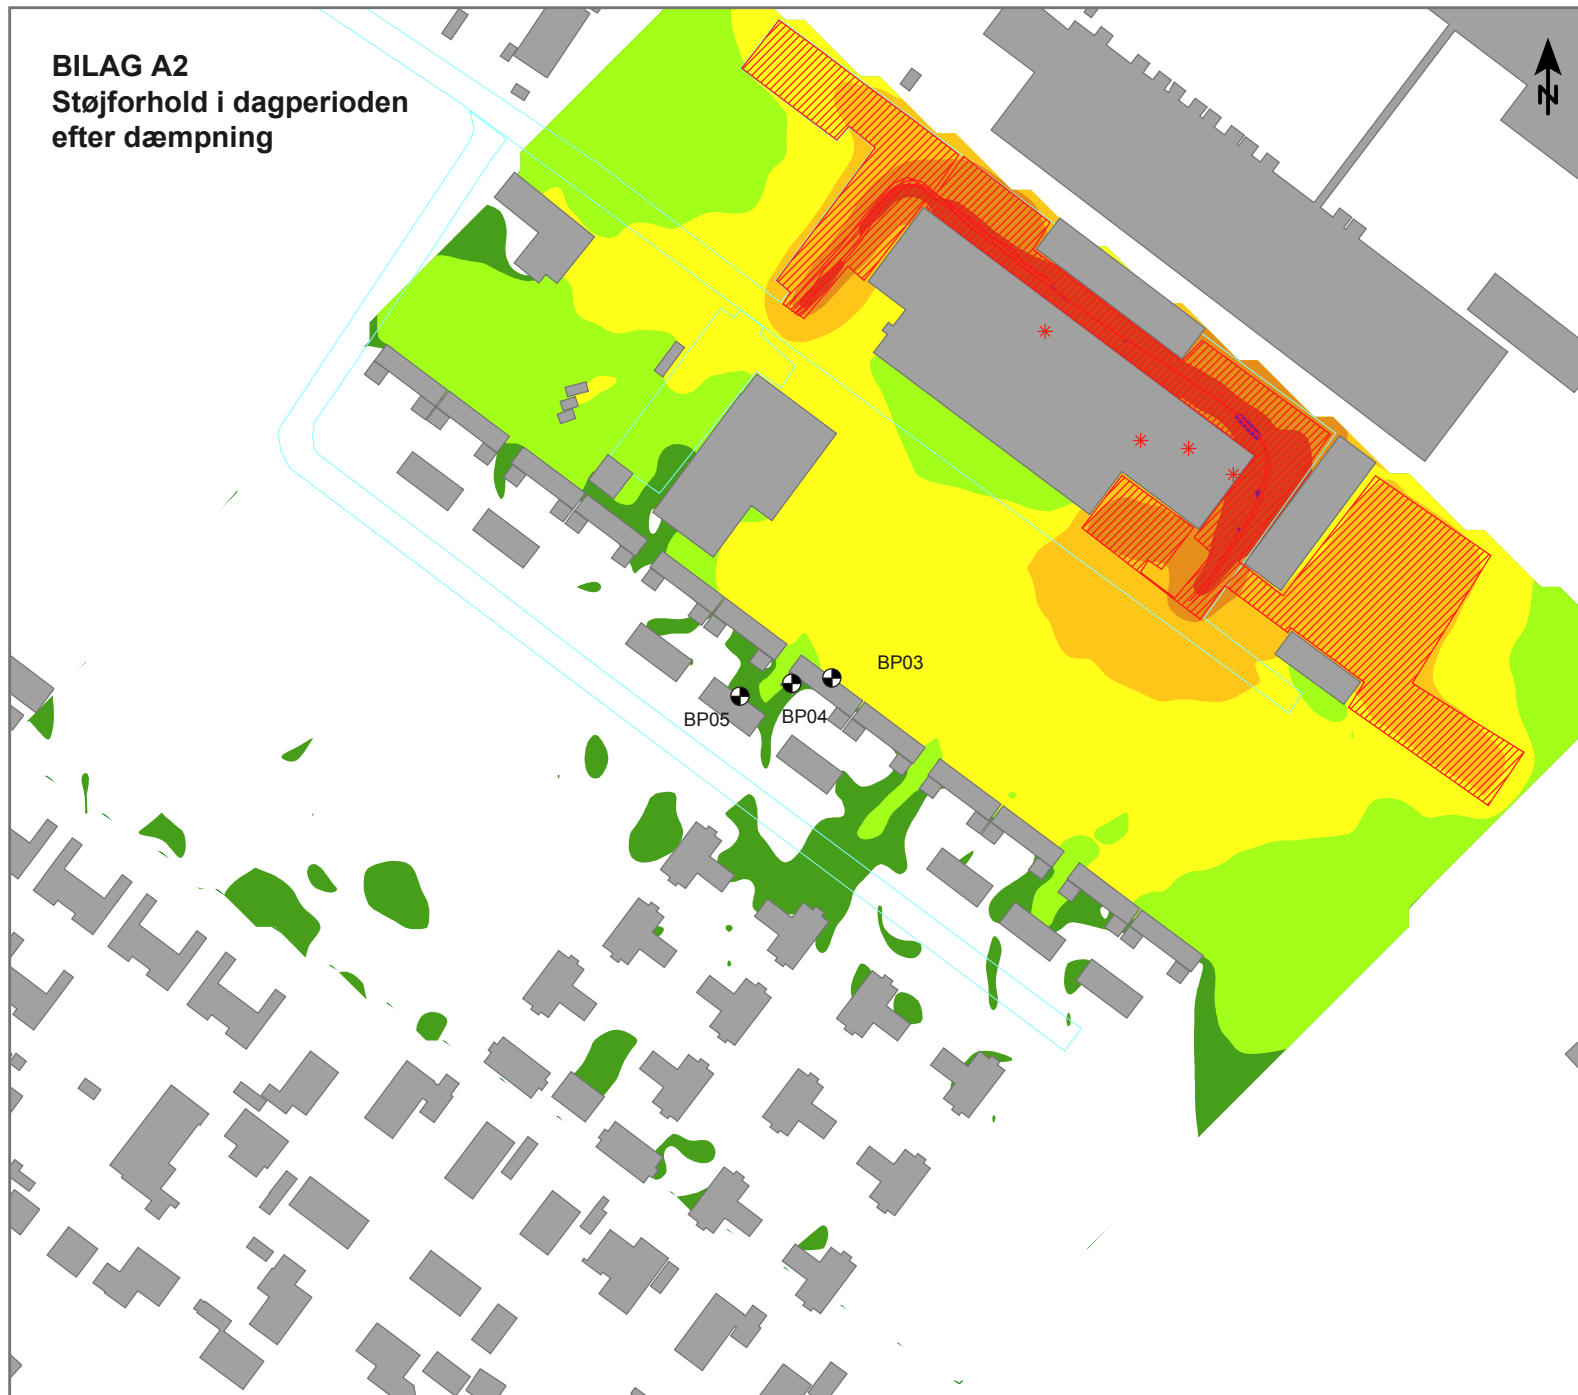 BILAG A2
Støjforhold i dagperioden
efter dæmpning
N
BP03
BP04
BP05